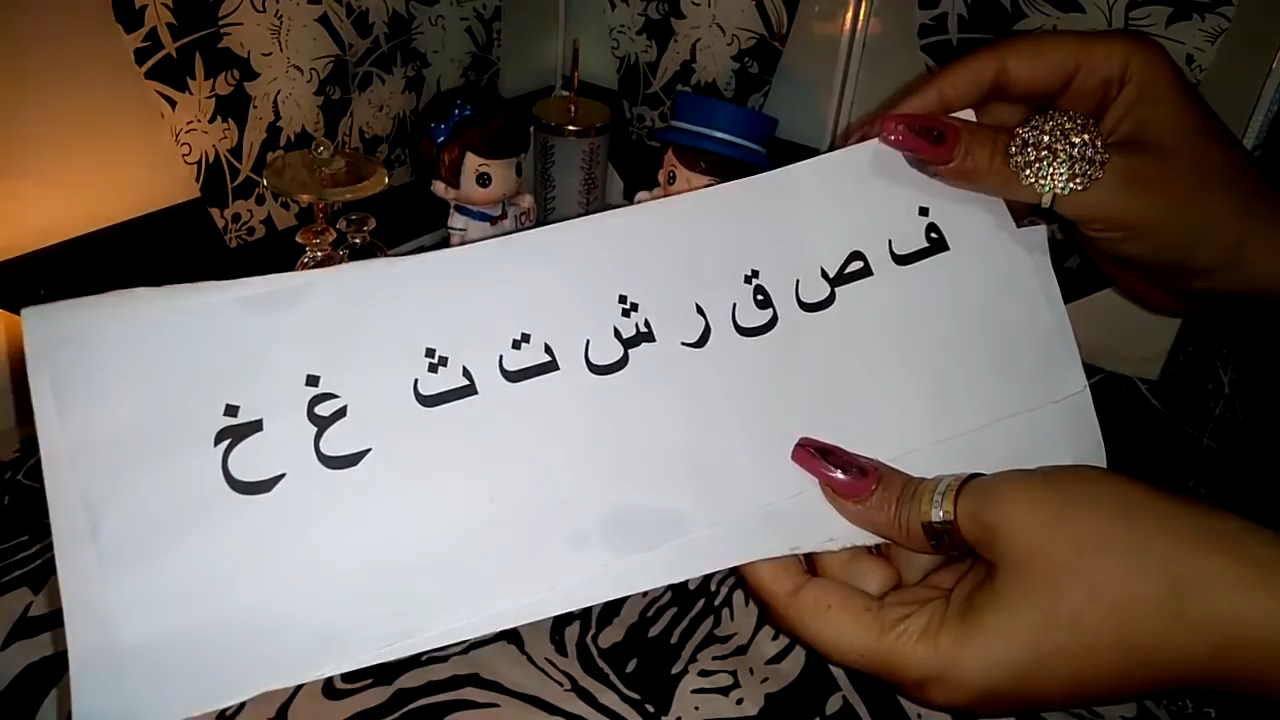 ف ص ق ر ش ت ث غ خ